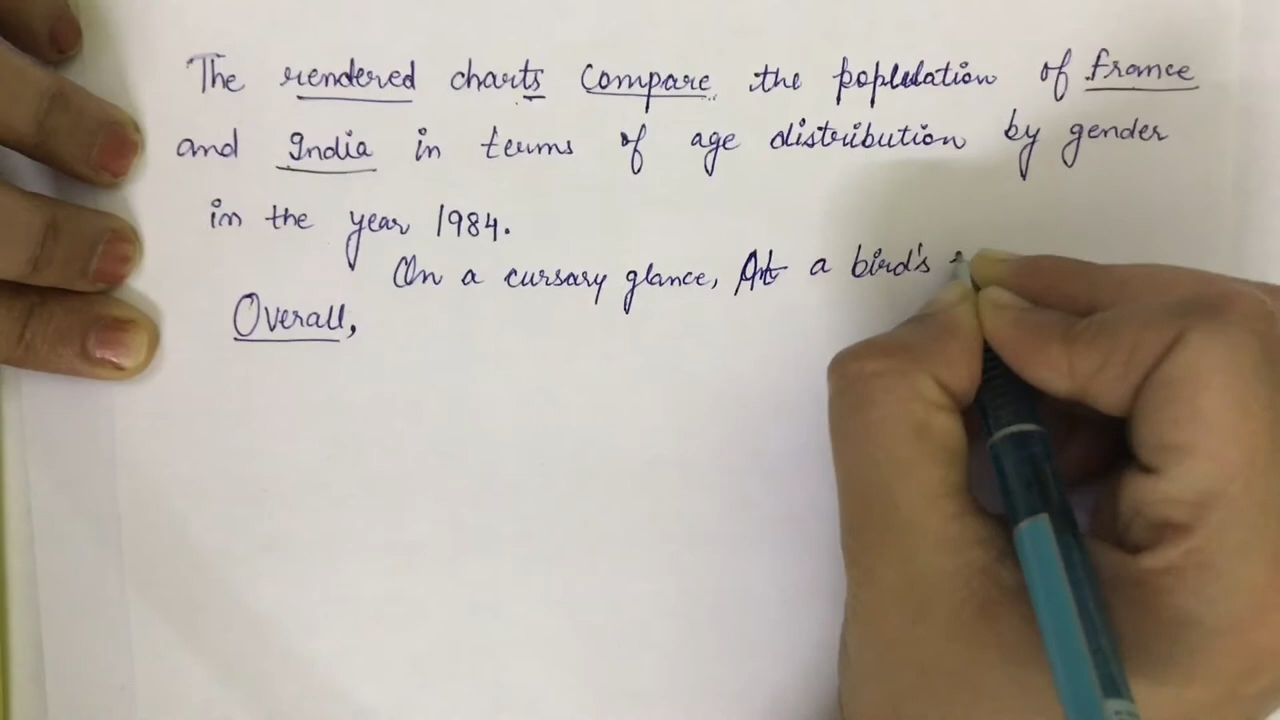 The rendered charts Compare the poplulation of france
and India in terms of age distribution by gender
in the year 1984.
On a cursary glance, At a bird's
Overall,